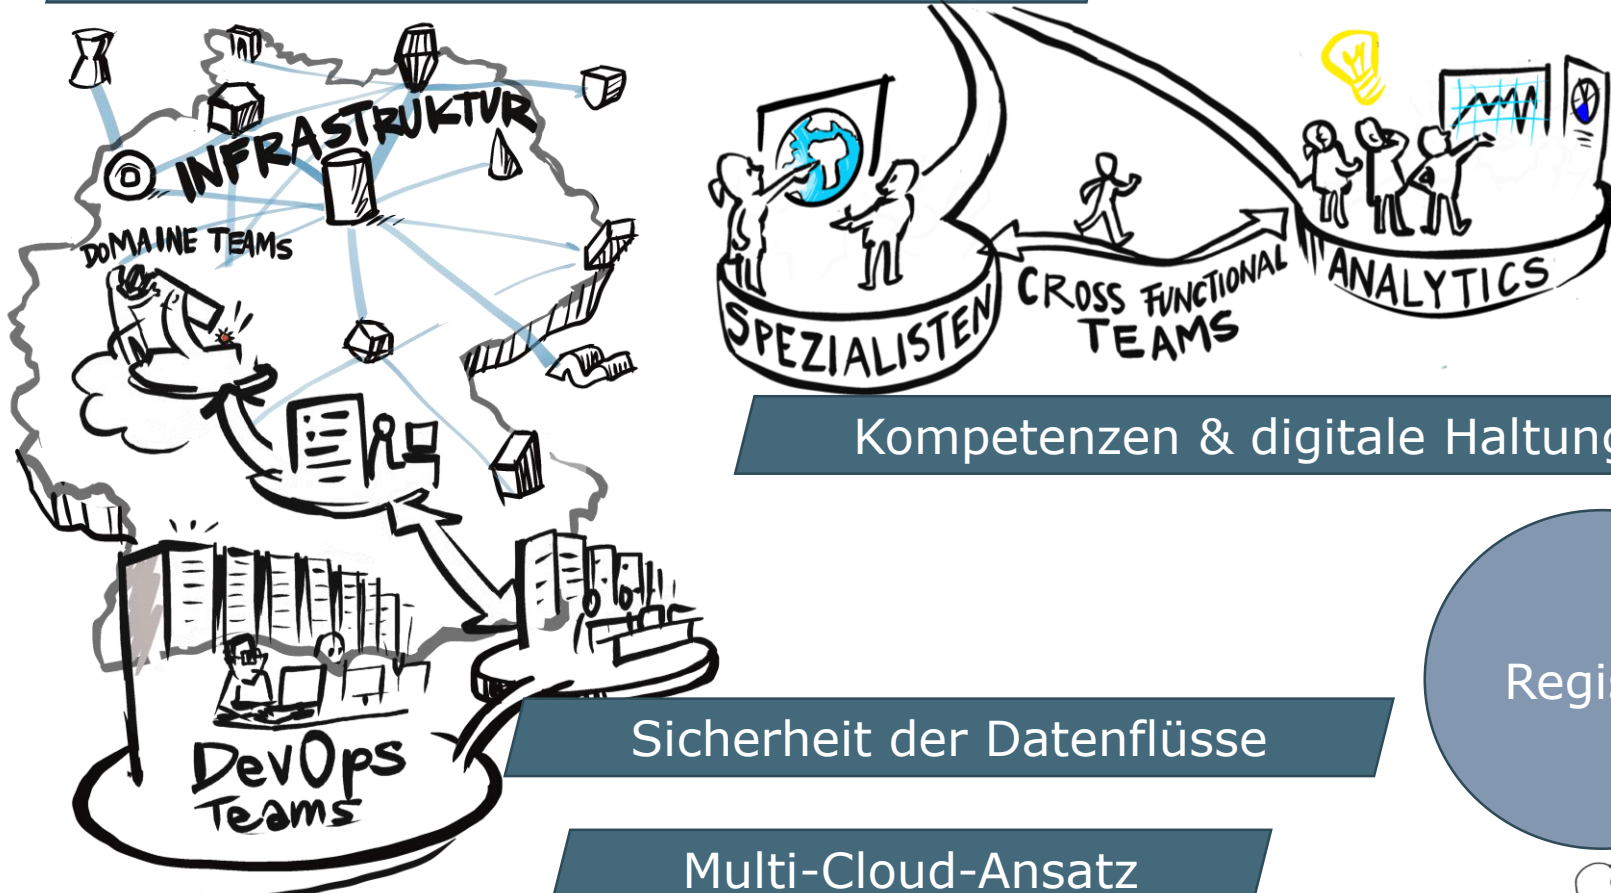 INFRASTRUKTUR
DOMAINE TEAMS
SPEZIALISTEN
CROSS FUNCTIONAL
TEAMS
ANALYTICS
Kompetenzen & digitale Haltung
DevOps
Teams
Sicherheit der Datenflüsse
Multi-Cloud-Ansatz